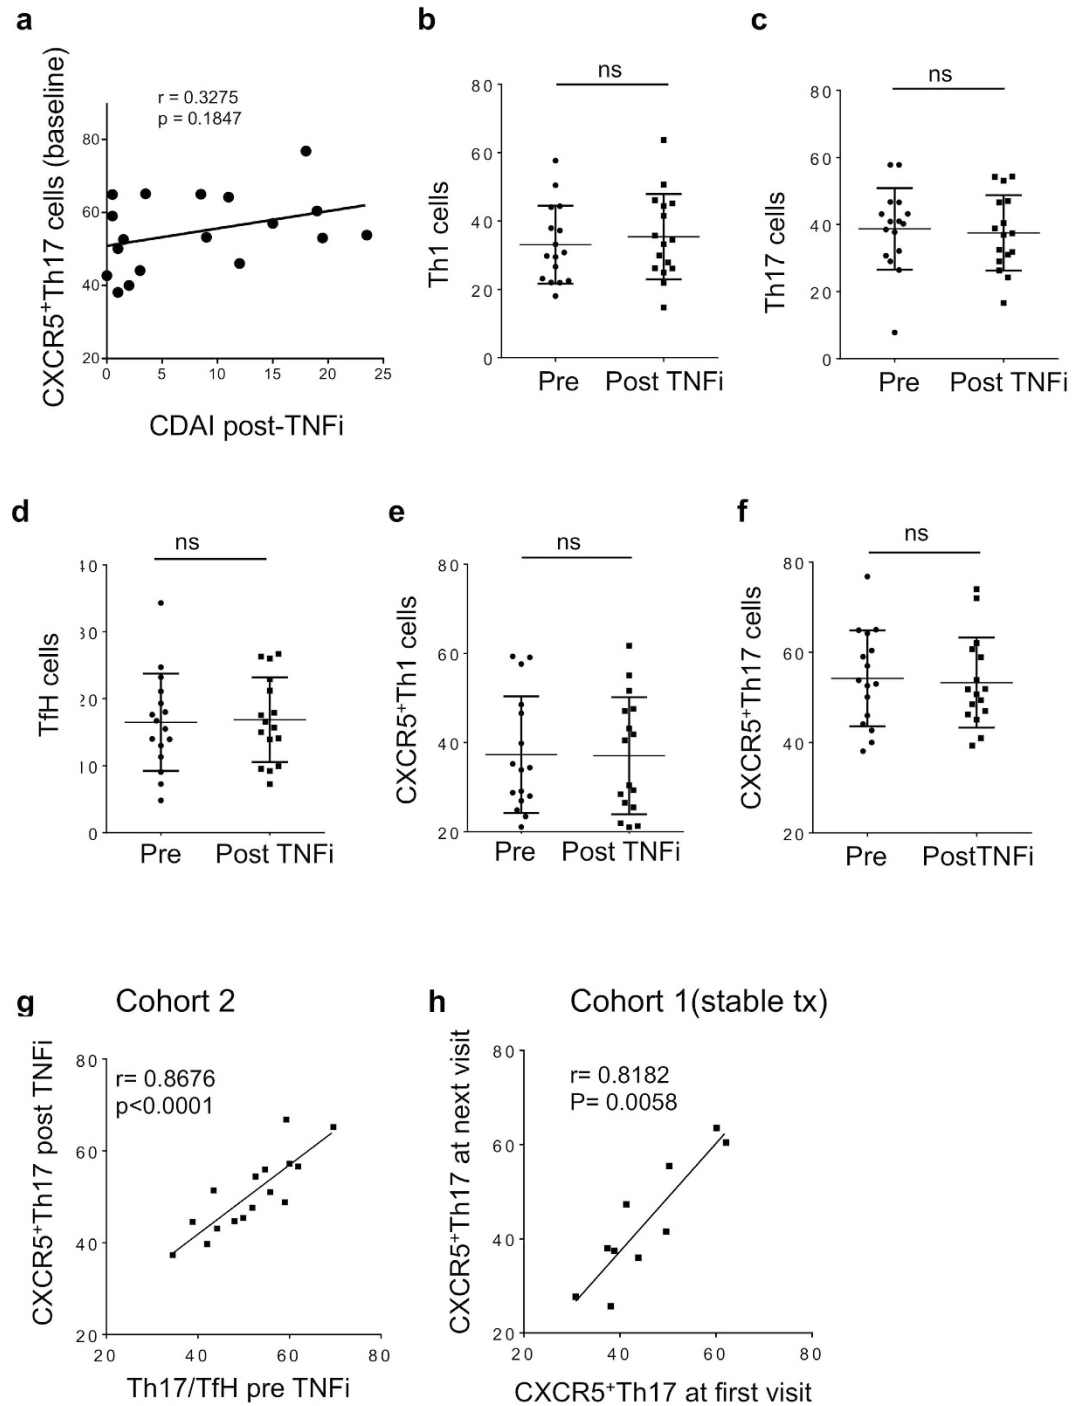 a
CXCR5+Th17 cells (baseline)
r = 0.3275
p = 0.1847
80
60
40
20
0 5 10 15 20 25
CDAI post-TNFi
b
Th1 cells
ns
80
60
40
20
0
Pre Post TNFi
c
Th17 cells
ns
80
60
40
20
0
Pre Post TNFi
d
TfH cells
ns
40
30
20
10
0
Pre Post TNFi
e
CXCR5+Th1 cells
ns
80
60
40
20
Pre Post TNFi
f
CXCR5+Th17 cells
ns
80
60
40
20
Pre PostTNFi
g Cohort 2
CXCR5+Th17 post TNFi
r= 0.8676
p<0.0001
80
60
40
20
20 40 60 80
Th17/TfH pre TNFi
h Cohort 1(stable tx)
CXCR5+Th17 at next visit
r= 0.8182
P= 0.0058
80
60
40
20
20 40 60 80
CXCR5+Th17 at first visit